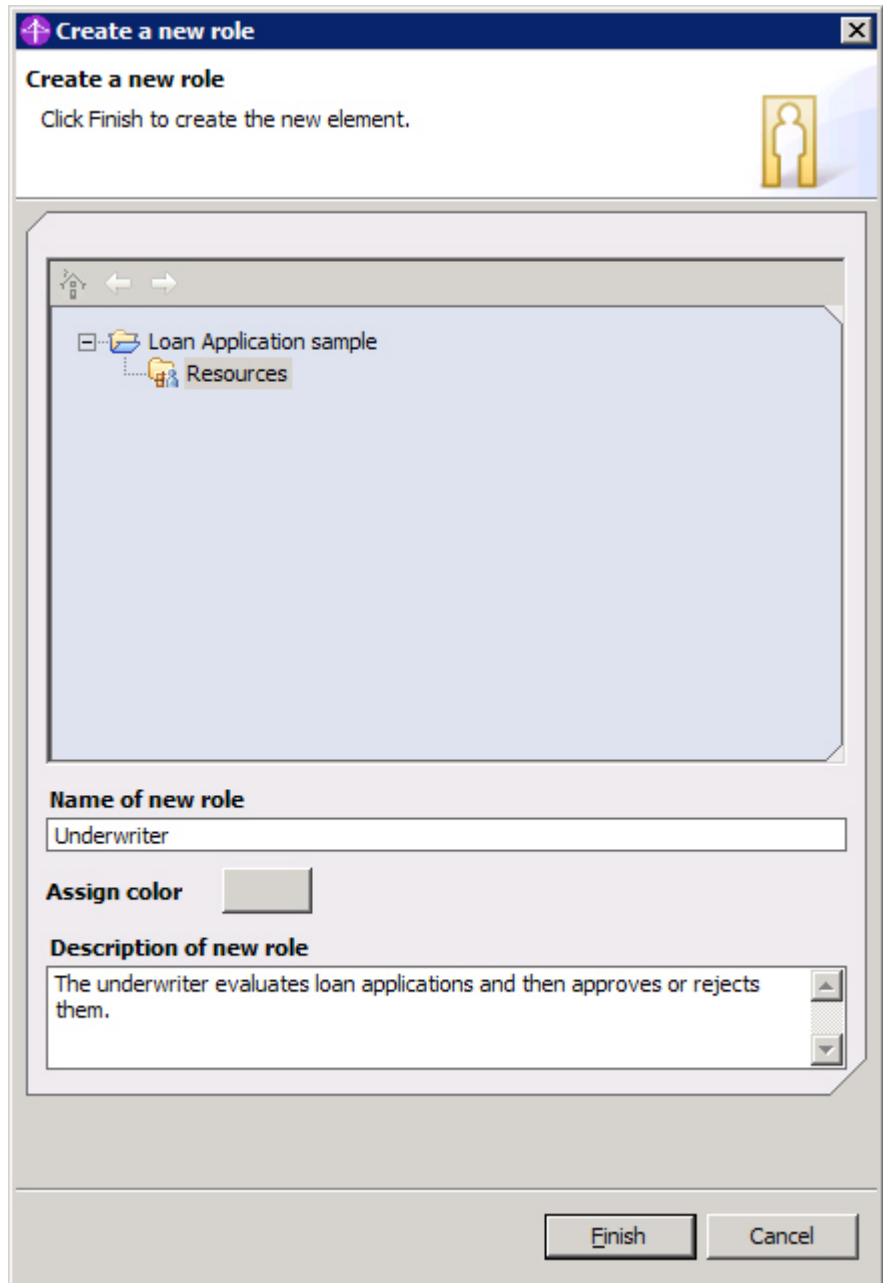 Create a new role
Create a new role
Click Finish to create the new element.
Loan Application sample
Resources
Name of new role
Underwriter
Assign color
Description of new role
The underwriter evaluates loan applications and then approves or rejects
them.
Finish
Cancel